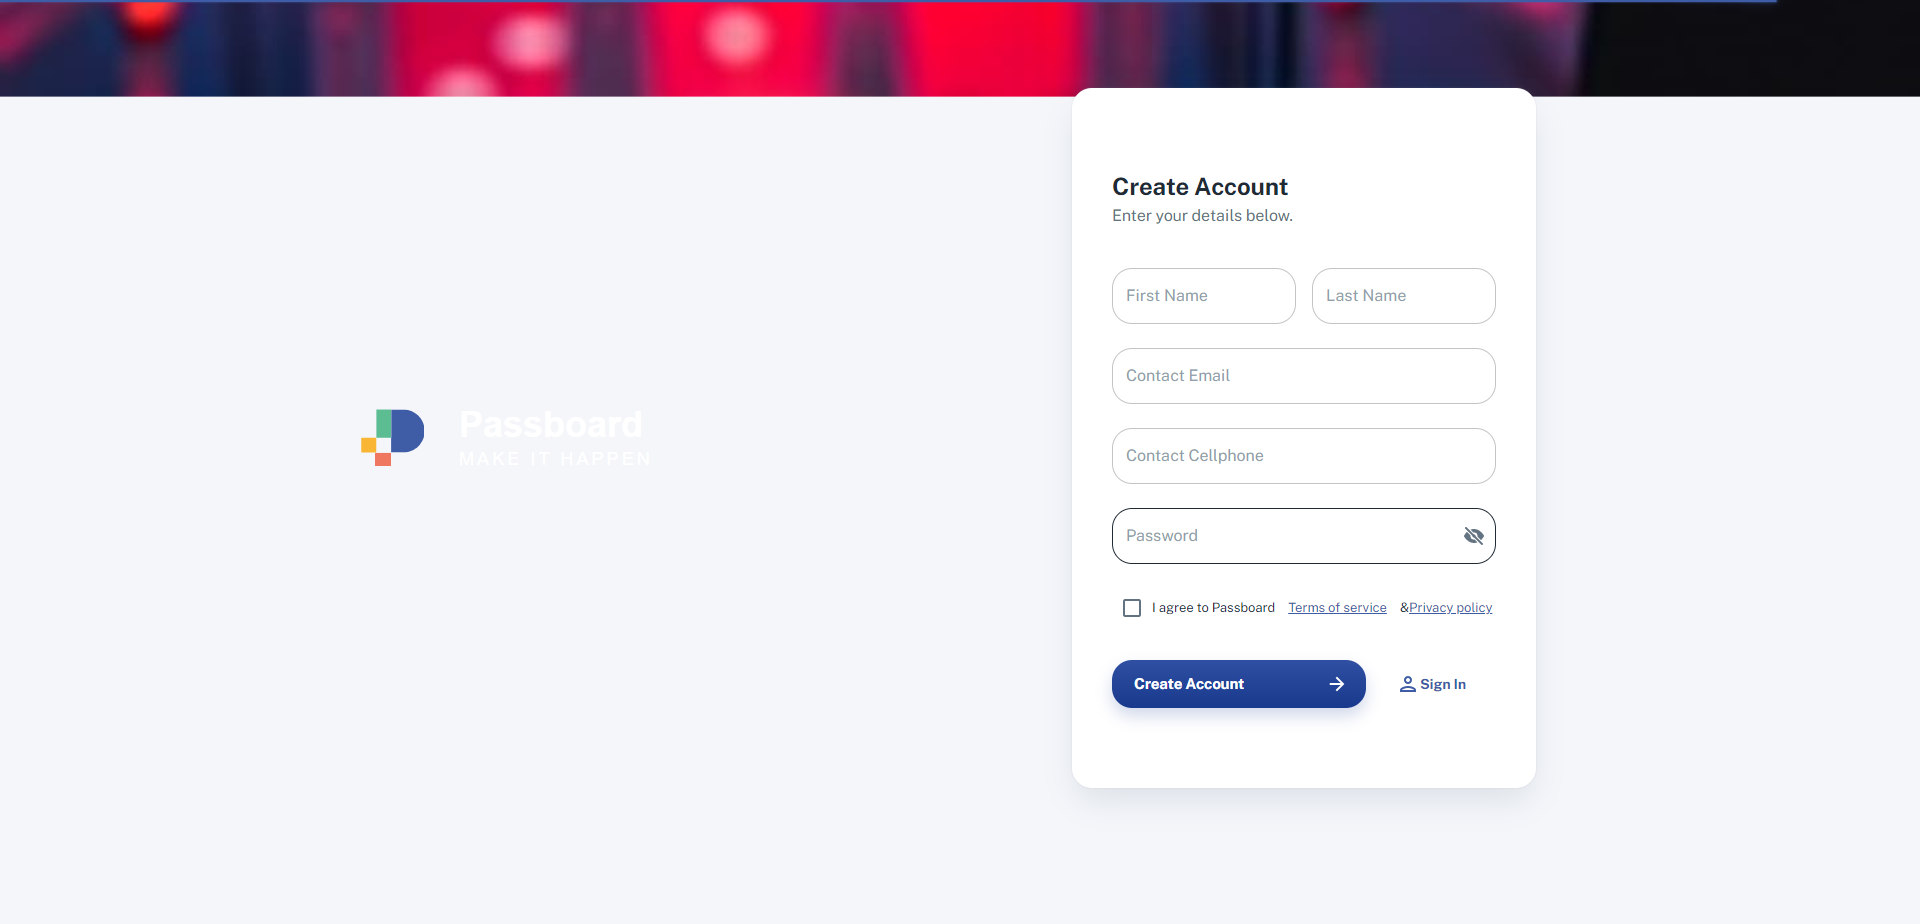 Passboard
MAKE IT HAPPEN
Create Account
Enter your details below.
First Name
Last Name
Contact Email
Contact Cellphone
Password
I agree to Passboard Terms of service &Privacy policy
Create Account
Sign In